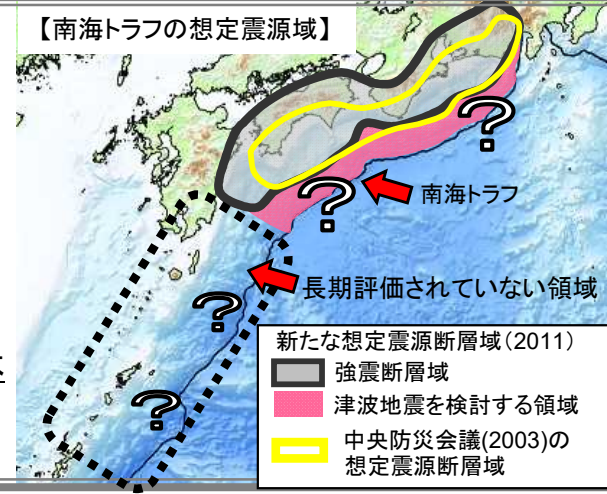 【南海トラフの想定震源域】
?
?
南海トラフ
長期評価されていない領域
?
?
新たな想定震源断層域(2011)
強震断層域
津波地震を検討する領域
中央防災会議(2003)の
想定震源断層域